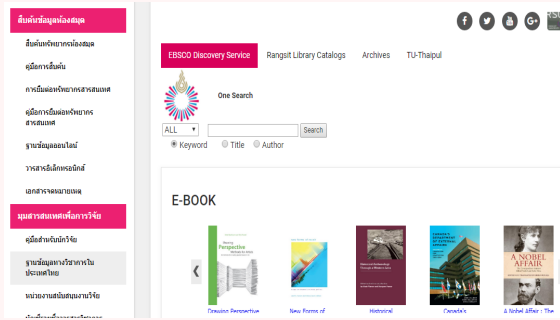 สืบค้นข้อมูลห้องสมุด
สืบค้นทรัพยากรห้องสมุด
คู่มือการสืบค้น
การยืมต่อทรัพยากรสารสนเทศ
คู่มือการยืมต่อทรัพยากร
สารสนเทศ
ฐานข้อมูลออนไลน์
วารสารอิเล็กทรอนิกส์
เอกสารจดหมายเหตุ
มุมสารสนเทศเพื่อการวิจัย
คู่มือสำหรับนักวิจัย
ฐานข้อมูลทางวิชาการใน
ประเทศไทย
หน่วยงานสนับสนุนงานวิจัย
EBSCO Discovery Service
Rangsit Library Catalogs
Archives
TU-Thaipul
One Search
ALL
Search
Keyword
Title
Author
E-BOOK
Perspective
A NOBEL
AFFAIR
Drawing Perspective
New Forms of
Historical
Canada's
A Nobel Affair : The